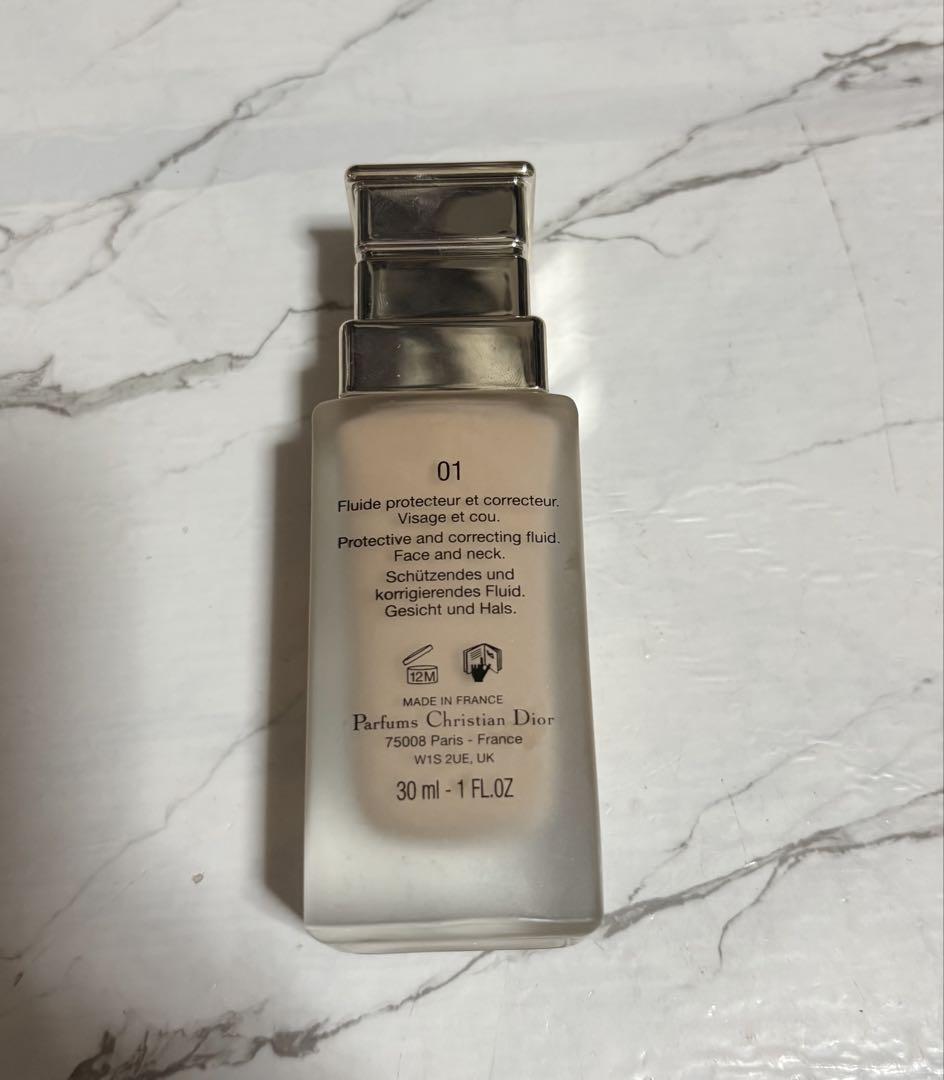 01
Fluide protecteur et correcteur.
Visage et cou.
Protective and correcting fluid.
Face and neck.
Schützendes und
korrigierendes Fluid.
Gesicht und Hals.
12M
MADE IN FRANCE
Parfums Christian Dior
75008 Paris - France
W1S 2UE, UK
30 ml - 1 FL.OZ